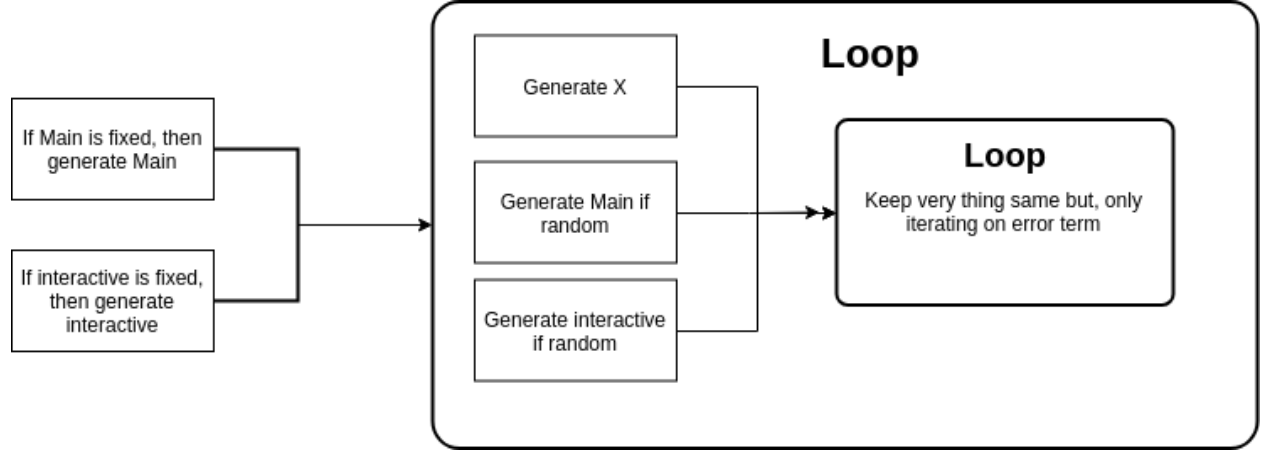 If Main is fixed, then
generate Main
If interactive is fixed,
then generate
interactive
Loop
Generate X
Generate Main if
random
Generate interactive
if random
Loop
Keep very thing same but, only
iterating on error term